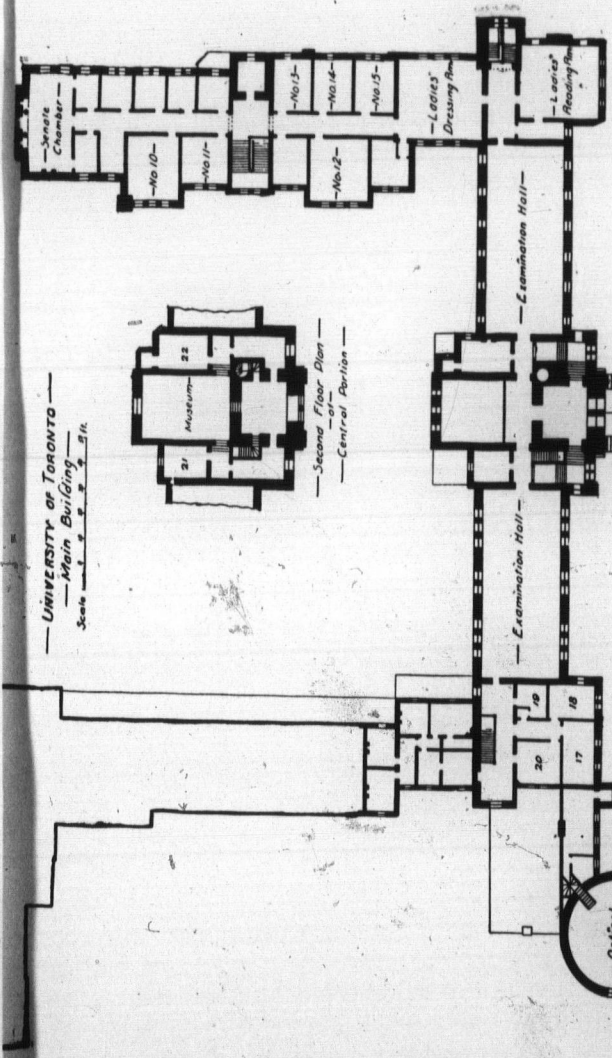 — UNIVERSITY OF TORONTO —
— Main Building —
Scale
— Second Floor Plan —
— of —
— Central Portion —
21
Museum
22
— Senate
Chamber —
— No 10 —
— No 11 —
— No 13 —
— No 14 —
— No 15 —
— No. 12 —
— Ladies'
Dressing Rm —
— Ladies'
Reading Rm —
— Examination Hall —
— Examination Hall —
19
18
20
17